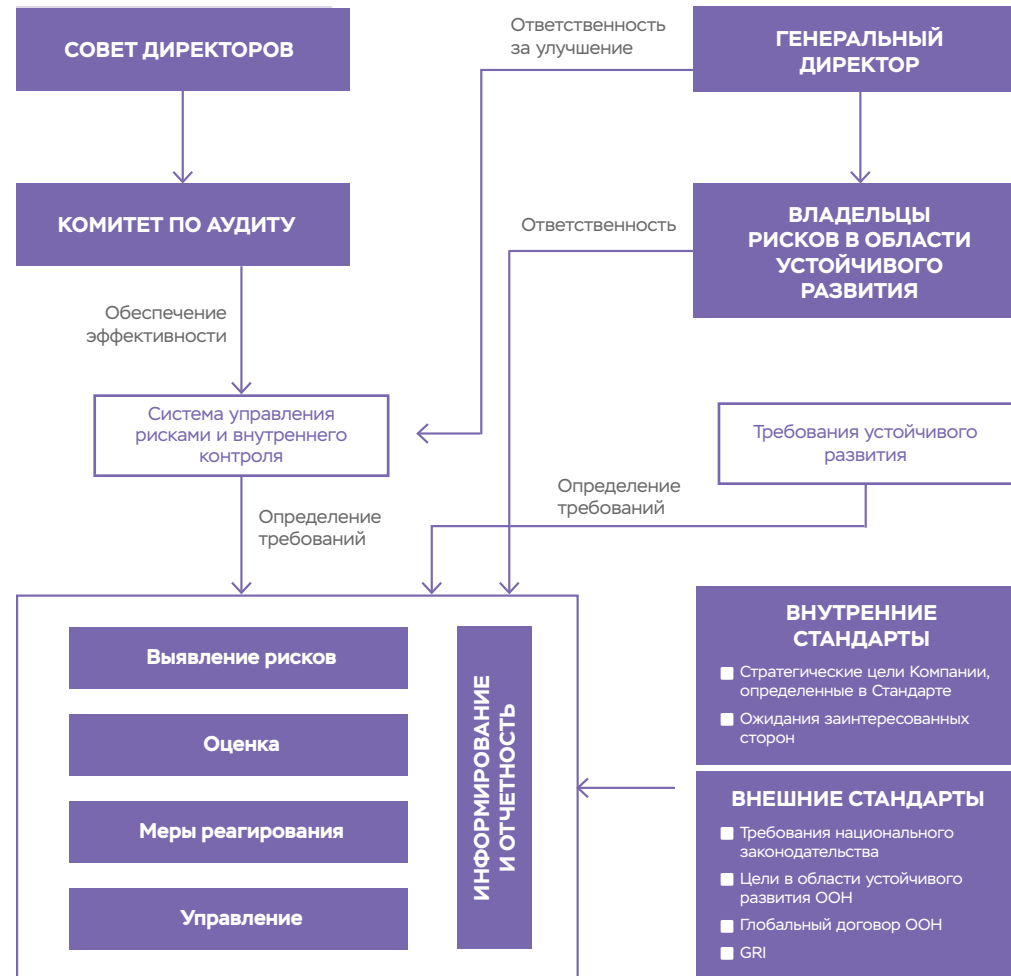 СОВЕТ ДИРЕКТОРОВ
Ответственность
за улучшение
ГЕНЕРАЛЬНЫЙ
ДИРЕКТОР
КОМИТЕТ ПО АУДИТУ
Ответственность
ВЛАДЕЛЬЦЫ
РИСКОВ В ОБЛАСТИ
УСТОЙЧИВОГО
РАЗВИТИЯ
Обеспечение
эффективности
Система управления
рисками и внутреннего
контроля
Требования устойчивого
развития
Определение
требований
Определение
требований
Выявление рисков
Оценка
Меры реагирования
Управление
ИНФОРМИРОВАНИЕ
И ОТЧЕТНОСТЬ
ВНУТРЕННИЕ
СТАНДАРТЫ
Стратегические цели Компании,
определенные в Стандарте
Ожидания заинтересованных
сторон
ВНЕШНИЕ СТАНДАРТЫ
Требования национального
законодательства
Цели в области устойчивого
развития ООН
Глобальный договор ООН
GRI